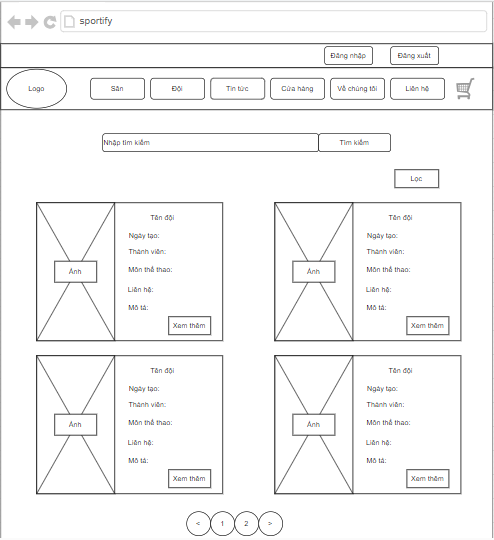 sportify
Đăng nhập Đăng xuất
Logo Sân Đội Tin tức Cửa hàng Về chúng tôi Liên hệ
Nhập tìm kiếm Tìm kiếm
Lọc
Tên đội
Ngày tạo:
Thành viên:
Ảnh
Môn thể thao:
Liên hệ:
Mô tả:
Xem thêm
Tên đội
Ngày tạo:
Thành viên:
Ảnh
Môn thể thao:
Liên hệ:
Mô tả:
Xem thêm
Tên đội
Ngày tạo:
Thành viên:
Ảnh
Môn thể thao:
Liên hệ:
Mô tả:
Xem thêm
Tên đội
Ngày tạo:
Thành viên:
Ảnh
Môn thể thao:
Liên hệ:
Mô tả:
Xem thêm
< 1 2 >